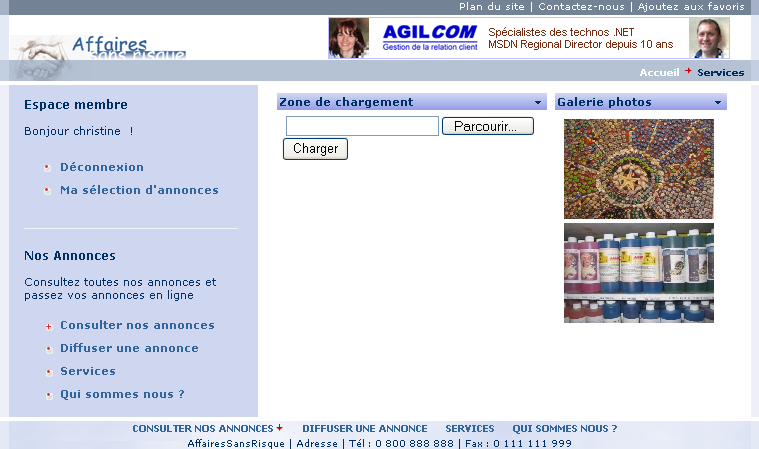 Plan du site | Contactez-nous | Ajoutez aux favoris
Affaires
sans risque
AGILCOM
Gestion de la relation client
Spécialistes des technos .NET
MSDN Regional Director depuis 10 ans
Accueil Services
Espace membre
Bonjour christine !
Déconnexion
Ma sélection d'annonces
Nos Annonces
Consultez toutes nos annonces et
passez vos annonces en ligne
Consulter nos annonces
Diffuser une annonce
Services
Qui sommes nous ?
Zone de chargement
Parcourir...
Charger
Galerie photos
CONSULTER NOS ANNONCES DIFFUSER UNE ANNONCE SERVICES QUI SOMMES NOUS ?
AffairesSansRisque | Adresse | Tél : 0 800 888 888 | Fax : 0 111 111 999